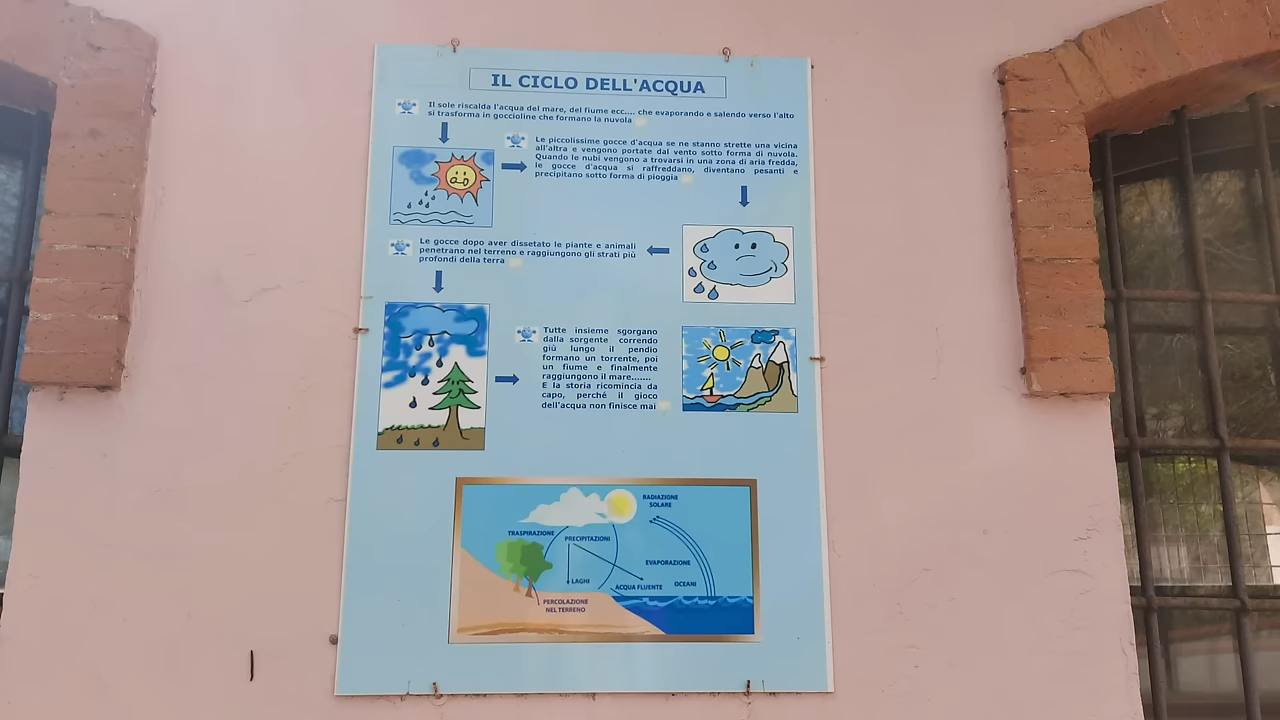 IL CICLO DELL'ACQUA
Il sole riscalda l'acqua del mare, del fiume ecc.... che evaporando e salendo verso l'alto
si trasforma in goccioline che formano la nuvola
Le piccolissime gocce d'acqua se ne stanno strette una vicina
all'altra e vengono portate dal vento sotto forma di nuvola.
Quando le nubi vengono a trovarsi in una zona di aria fredda,
le gocce d'acqua si raffreddano, diventano pesanti e
precipitano sotto forma di pioggia
Le gocce dopo aver dissetato le piante e animali
penetrano nel terreno e raggiungono gli strati più
profondi della terra
Tutte insieme sgorgano
dalla sorgente correndo
giù lungo il pendio
formano un torrente, poi
un fiume e finalmente
raggiungono il mare.......
E la storia ricomincia da
capo, perché il gioco
dell'acqua non finisce mai
RADIAZIONE
SOLARE
TRASPIRAZIONE
PRECIPITAZIONI
EVAPORAZIONE
LAGHI
ACQUA FLUENTE
OCEANI
PERCOLAZIONE
NEL TERRENO